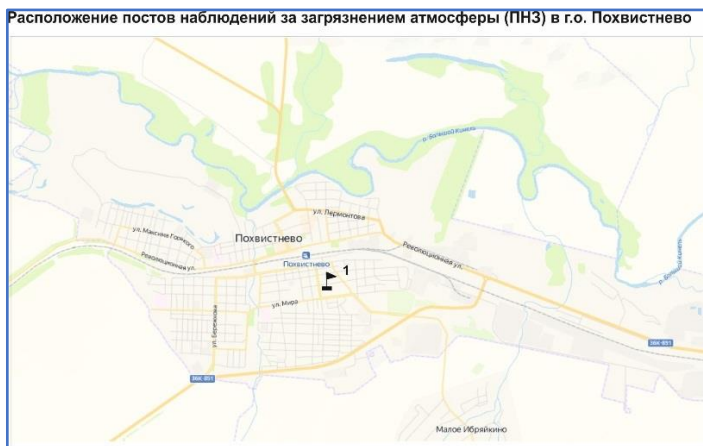 Расположение постов наблюдений за загрязнением атмосферы (ПНЗ) в г.о. Похвистнево
р. Большой Кинель
ул. Лермонтова
ул. Максима Горького
Похвистнево
Революционная ул.
Революционная ул.
Похвистнево
1
р. Большой Кинель
ул. Мира
ул. Бережкова
36К-851
36К-851
Малое Ибряйкино